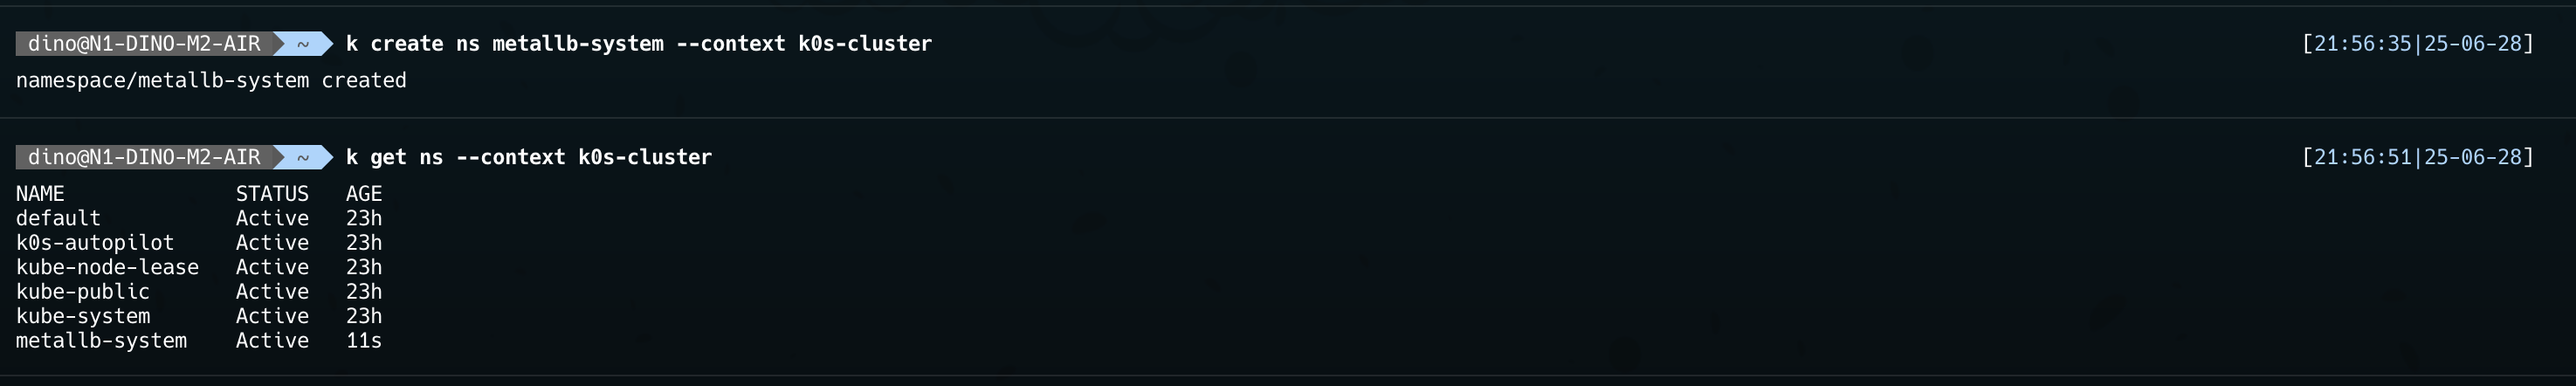 dino@N1-DINO-M2-AIR ~ k create ns metallb-system --context k0s-cluster [21:56:35|25-06-28]
namespace/metallb-system created
dino@N1-DINO-M2-AIR ~ k get ns --context k0s-cluster [21:56:51|25-06-28]
NAME STATUS AGE
default Active 23h
k0s-autopilot Active 23h
kube-node-lease Active 23h
kube-public Active 23h
kube-system Active 23h
metallb-system Active 11s